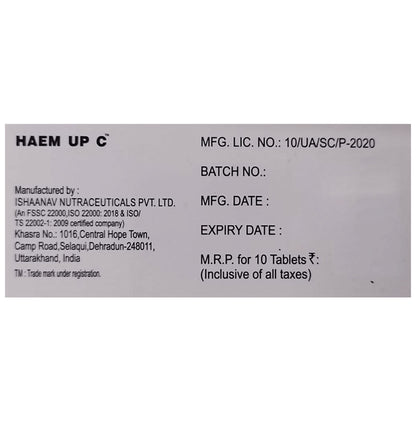 HAEM UP C™
Manufactured by :
ISHAANAV NUTRACEUTICALS PVT. LTD.
(An FSSC 22000,ISO 22000: 2018 & ISO/
TS 22002-1: 2009 certified company)
Khasra No.: 1016,Central Hope Town,
Camp Road,Selaqui,Dehradun-248011,
Uttarakhand, India
TM : Trade mark under registration.
MFG. LIC. NO.: 10/UA/SC/P-2020
BATCH NO.:
MFG. DATE :
EXPIRY DATE :
M.R.P. for 10 Tablets ₹:
(Inclusive of all taxes)